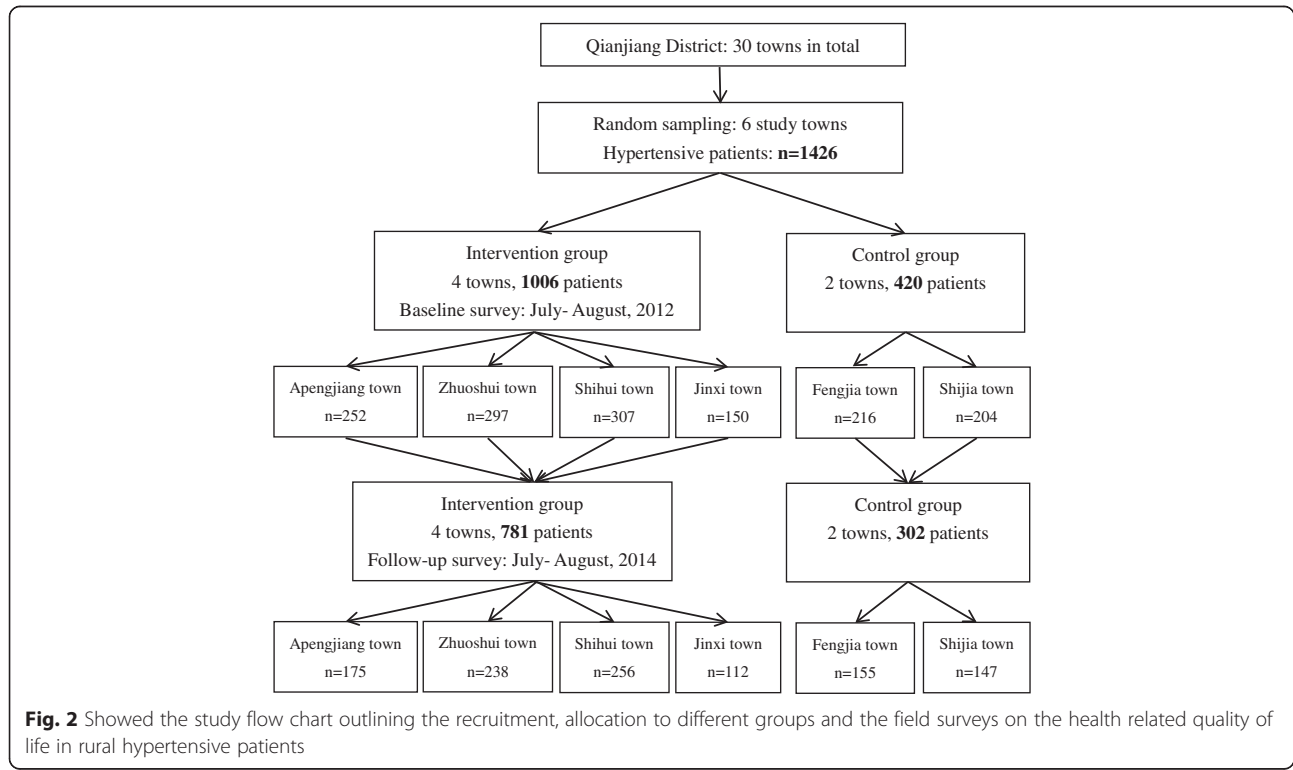 Qianjiang District: 30 towns in total
Random sampling: 6 study towns
Hypertensive patients: n=1426
Intervention group
4 towns, 1006 patients
Baseline survey: July- August, 2012
Control group
2 towns, 420 patients
Apengjiang town
n=252
Zhuoshui town
n=297
Shihui town
n=307
Jinxi town
n=150
Fengjia town
n=216
Shijia town
n=204
Intervention group
4 towns, 781 patients
Follow-up survey: July- August, 2014
Control group
2 towns, 302 patients
Apengjiang town
n=175
Zhuoshui town
n=238
Shihui town
n=256
Jinxi town
n=112
Fengjia town
n=155
Shijia town
n=147
Fig. 2 Showed the study flow chart outlining the recruitment, allocation to different groups and the field surveys on the health related quality of
life in rural hypertensive patients